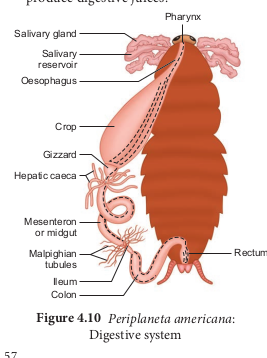 produce digestive juices.
Pharynx
Salivary gland
Salivary
reservoir
Oesophagus
Crop
Gizzard
Hepatic caeca
Mesenteron
or midgut
Malpighian
tubules
Rectum
Ileum
Colon
Figure 4.10 Periplaneta americana:
Digestive system
57